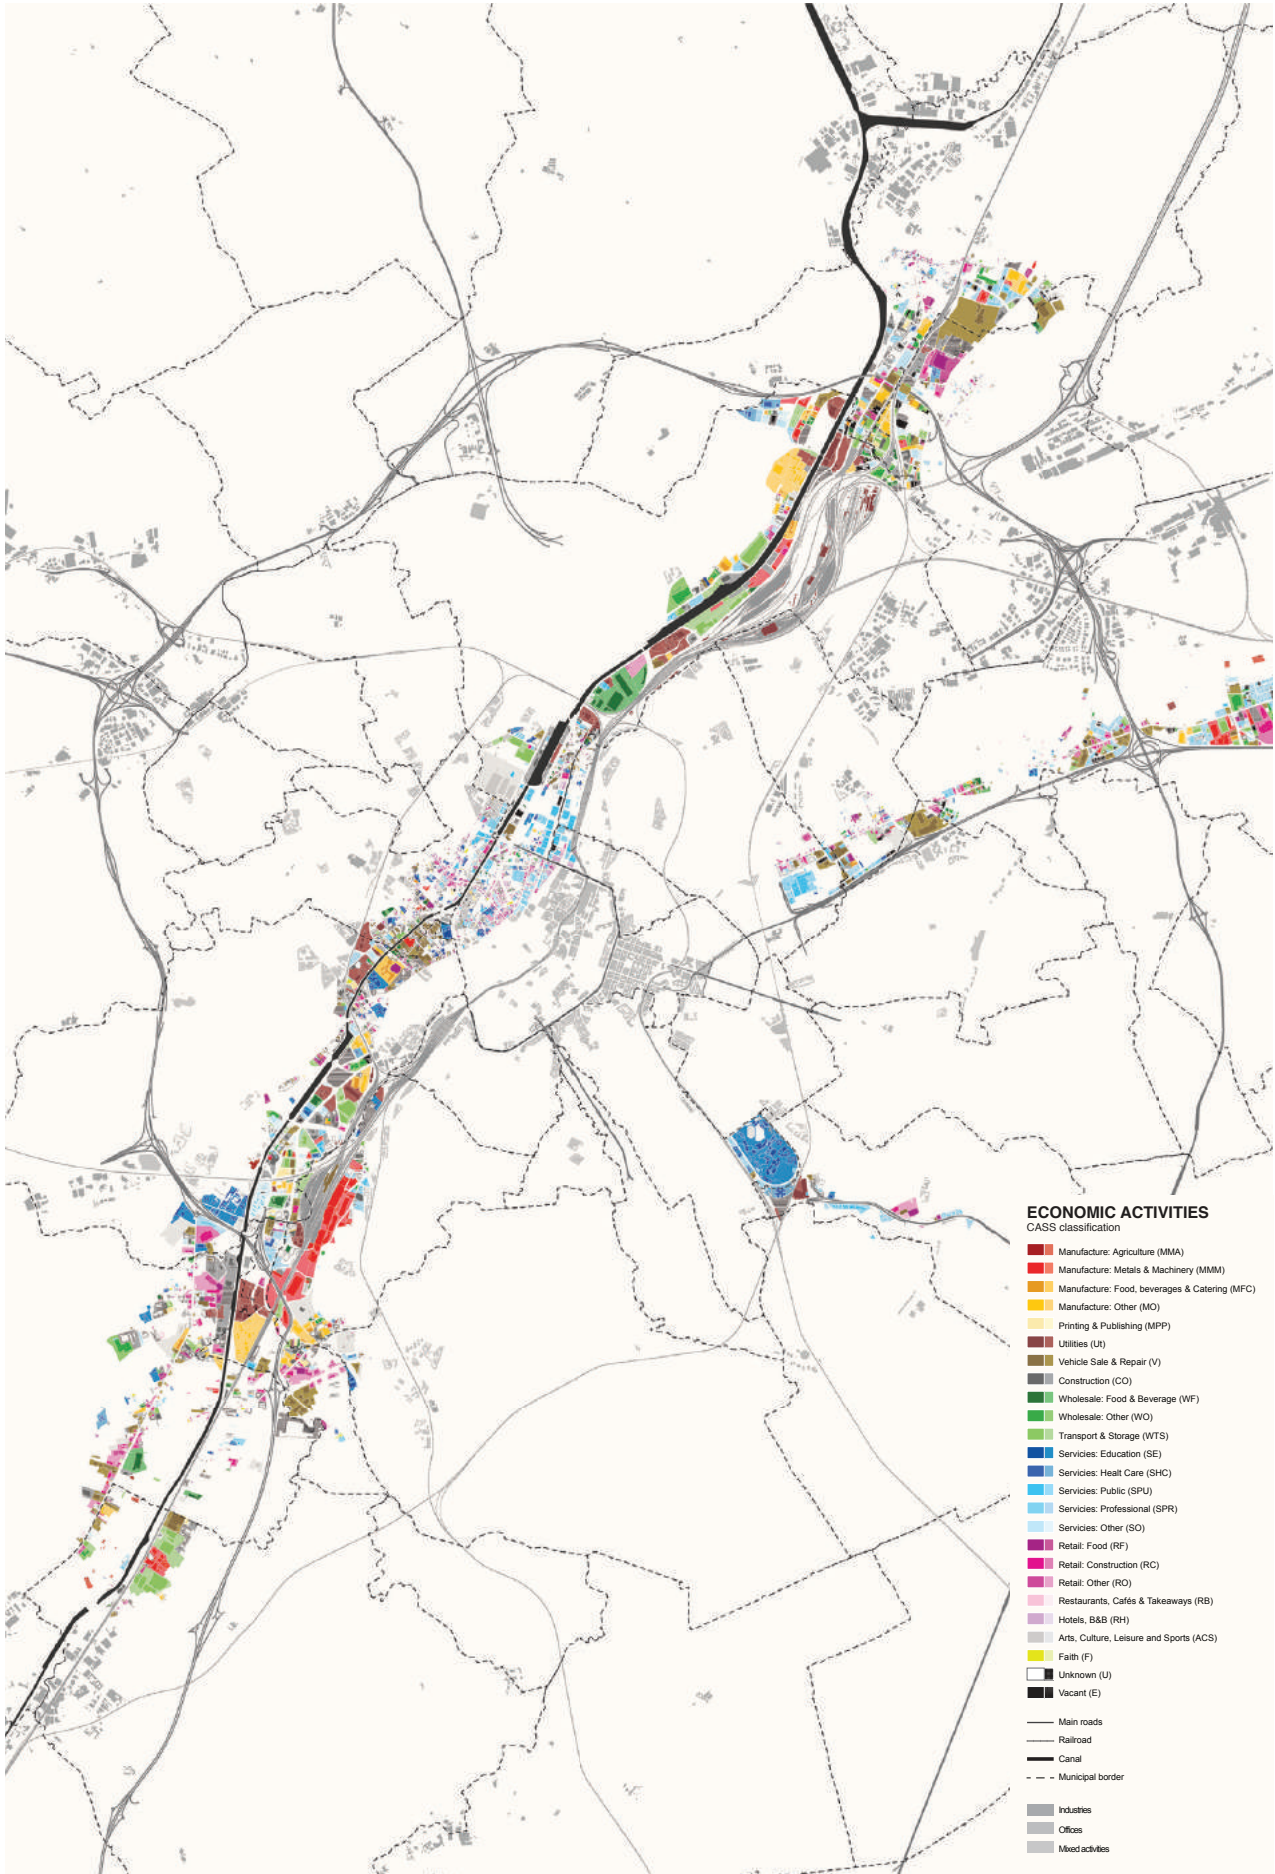 ECONOMIC ACTIVITIES
CASS classification
Manufacture: Agriculture (MMA)
Manufacture: Metals & Machinery (MMM)
Manufacture: Food, beverages & Catering (MFC)
Manufacture: Other (MO)
Printing & Publishing (MPP)
Utilities (Ut)
Vehicle Sale & Repair (V)
Construction (CO)
Wholesale: Food & Beverage (WF)
Wholesale: Other (WO)
Transport & Storage (WTS)
Servicies: Education (SE)
Servicies: Healt Care (SHC)
Servicies: Public (SPU)
Servicies: Professional (SPR)
Servicies: Other (SO)
Retail: Food (RF)
Retail: Construction (RC)
Retail: Other (RO)
Restaurants, Cafés & Takeaways (RB)
Hotels, B&B (RH)
Arts, Culture, Leisure and Sports (ACS)
Faith (F)
Unknown (U)
Vacant (E)
Main roads
Railroad
Canal
Municipal border
Industries
Offices
Mixed activities